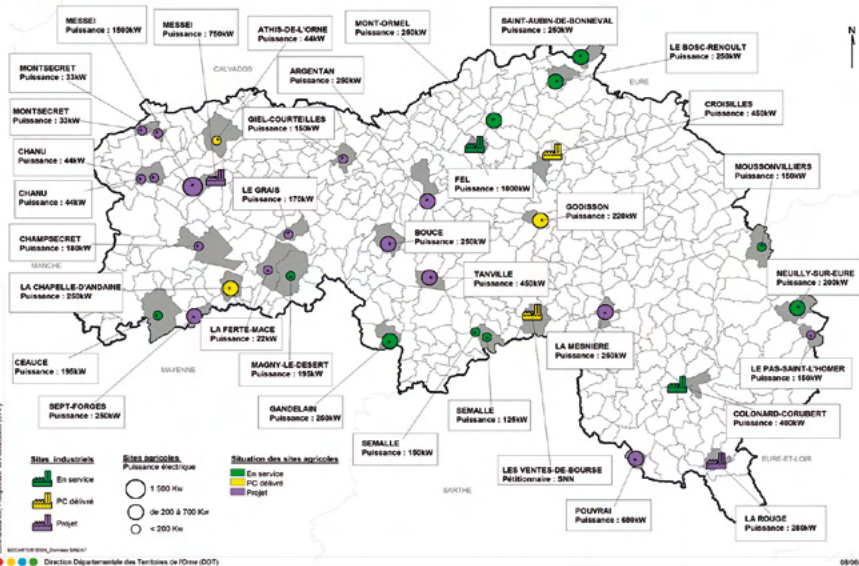 MESSEI
Puissance : 1500kW
MESSEI
Puissance : 750kW
ATHIS-DE-L'ORNE
Puissance : 44kW
MONT-ORMEL
Puissance : 250kW
SAINT-AUBIN-DE-BONNEVAL
Puissance : 250kW
N
LE BOSC-RENOULT
Puissance : 250kW
MONTSECRET
Puissance : 33kW
CALVADOS
ARGENTAN
Puissance : 250kW
EURE
MONTSECRET
Puissance : 33kW
GIEL-COURTEILLES
Puissance : 150kW
CROISILLES
Puissance : 450kW
CHANU
Puissance : 44kW
MOUSSONVILLIERS
Puissance : 150kW
CHANU
Puissance : 44kW
LE GRAIS
Puissance : 170kW
FEL
Puissance : 1000kW
GODISSON
Puissance : 220kW
CHAMPSECRET
Puissance : 180kW
BOUCE
Puissance : 250kW
MANCHE
LA CHAPELLE-D'ANDAINE
Puissance : 250kW
TANVILLE
Puissance : 450kW
NEUILLY-SUR-EURE
Puissance : 200kW
LA FERTE-MACE
Puissance : 22kW
LA MESNIERE
Puissance : 250kW
CEAUCE
Puissance : 195kW
MAYENNE
MAGNY-LE-DESERT
Puissance : 195kW
LE PAS-SAINT-L'HOMER
Puissance : 150kW
SEPT-FORGES
Puissance : 250kW
GANDELAIN
Puissance : 250kW
SEMALLE
Puissance : 125kW
COLONARD-CORUBERT
Puissance : 400kW
SEMALLE
Puissance : 150kW
LES VENTES-DE-BOURSE
Pétitionnaire : SNN
EURE-ET-LOIR
SARTHE
POUVRAI
Puissance : 600kW
LA ROUGE
Puissance : 250kW
Sites industriels
En service
PC délivré
Projet
Sites agricoles
Puissance électrique
1 500 Kw
de 200 à 700 Kw
< 200 Kw
Situation des sites agricoles
En service
PC délivré
Projet
Direction Départementale des Territoires de l'Orne (DDT)